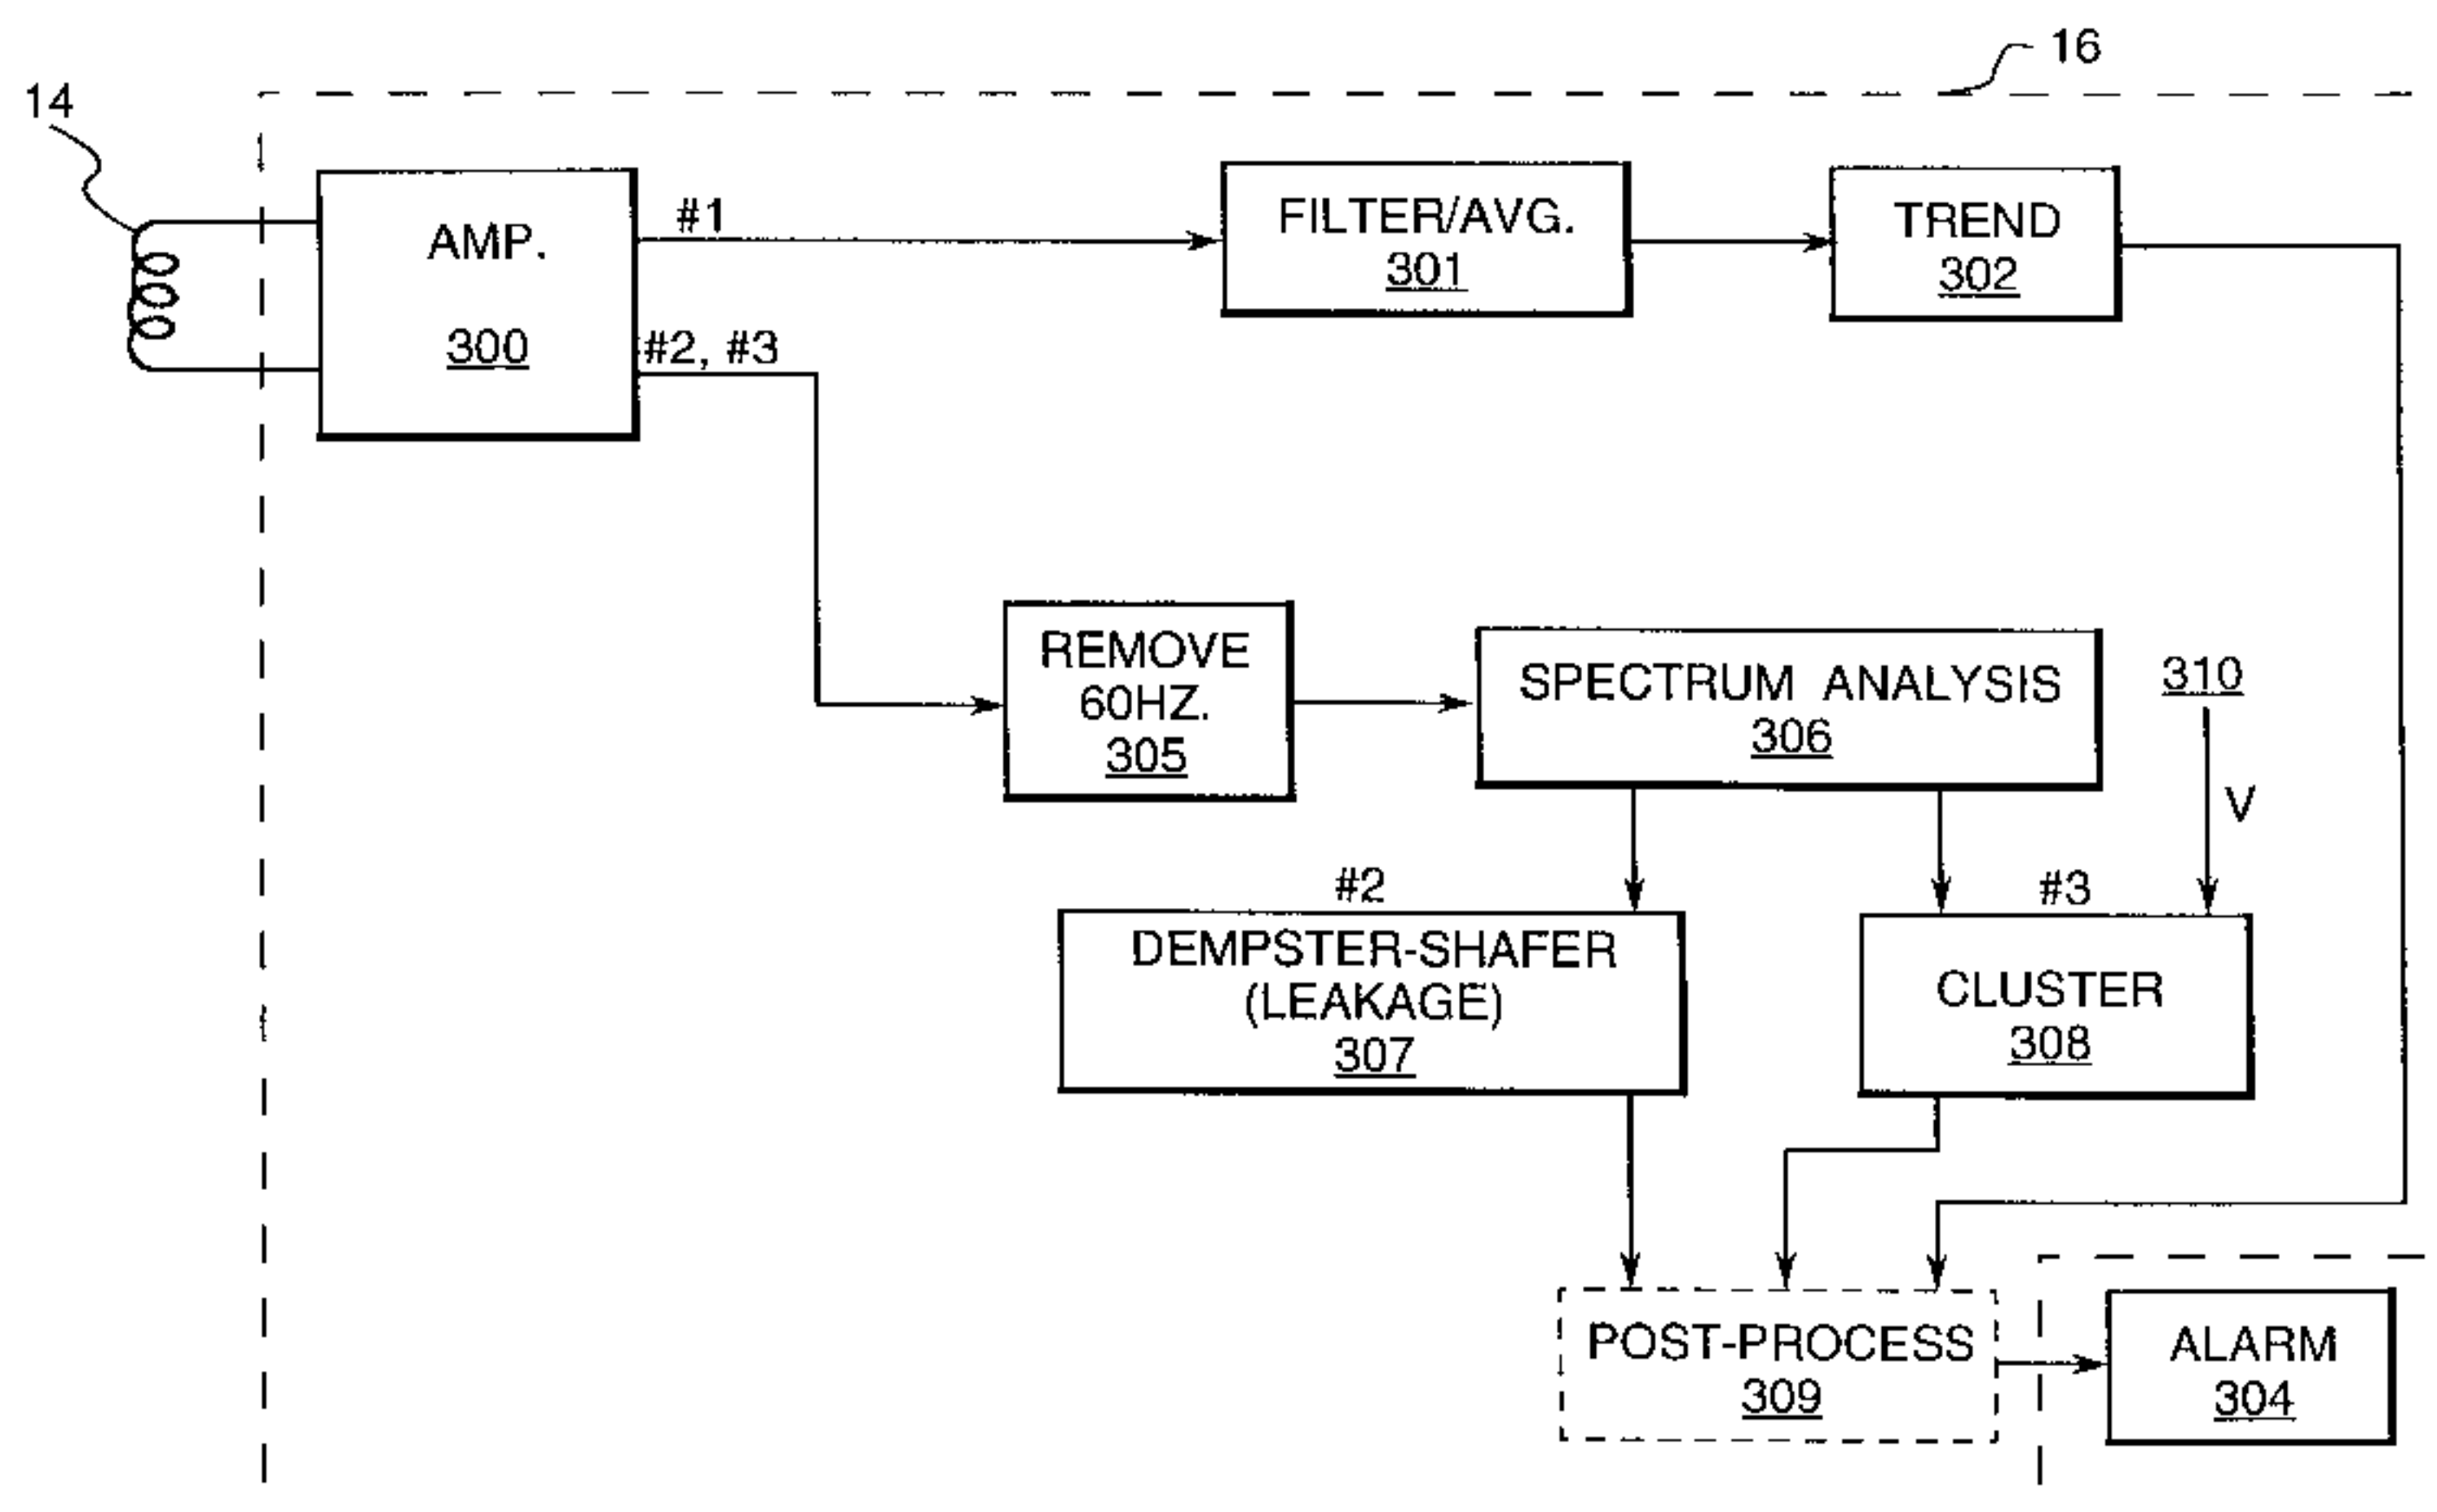 16
14
#1
FILTER/AVG.
301
TREND
302
AMP.
300
#2, #3
REMOVE
60HZ.
305
SPECTRUM ANALYSIS
306
310
V
#2
DEMPSTER-SHAFER
(LEAKAGE)
307
#3
CLUSTER
308
POST-PROCESS
309
ALARM
304